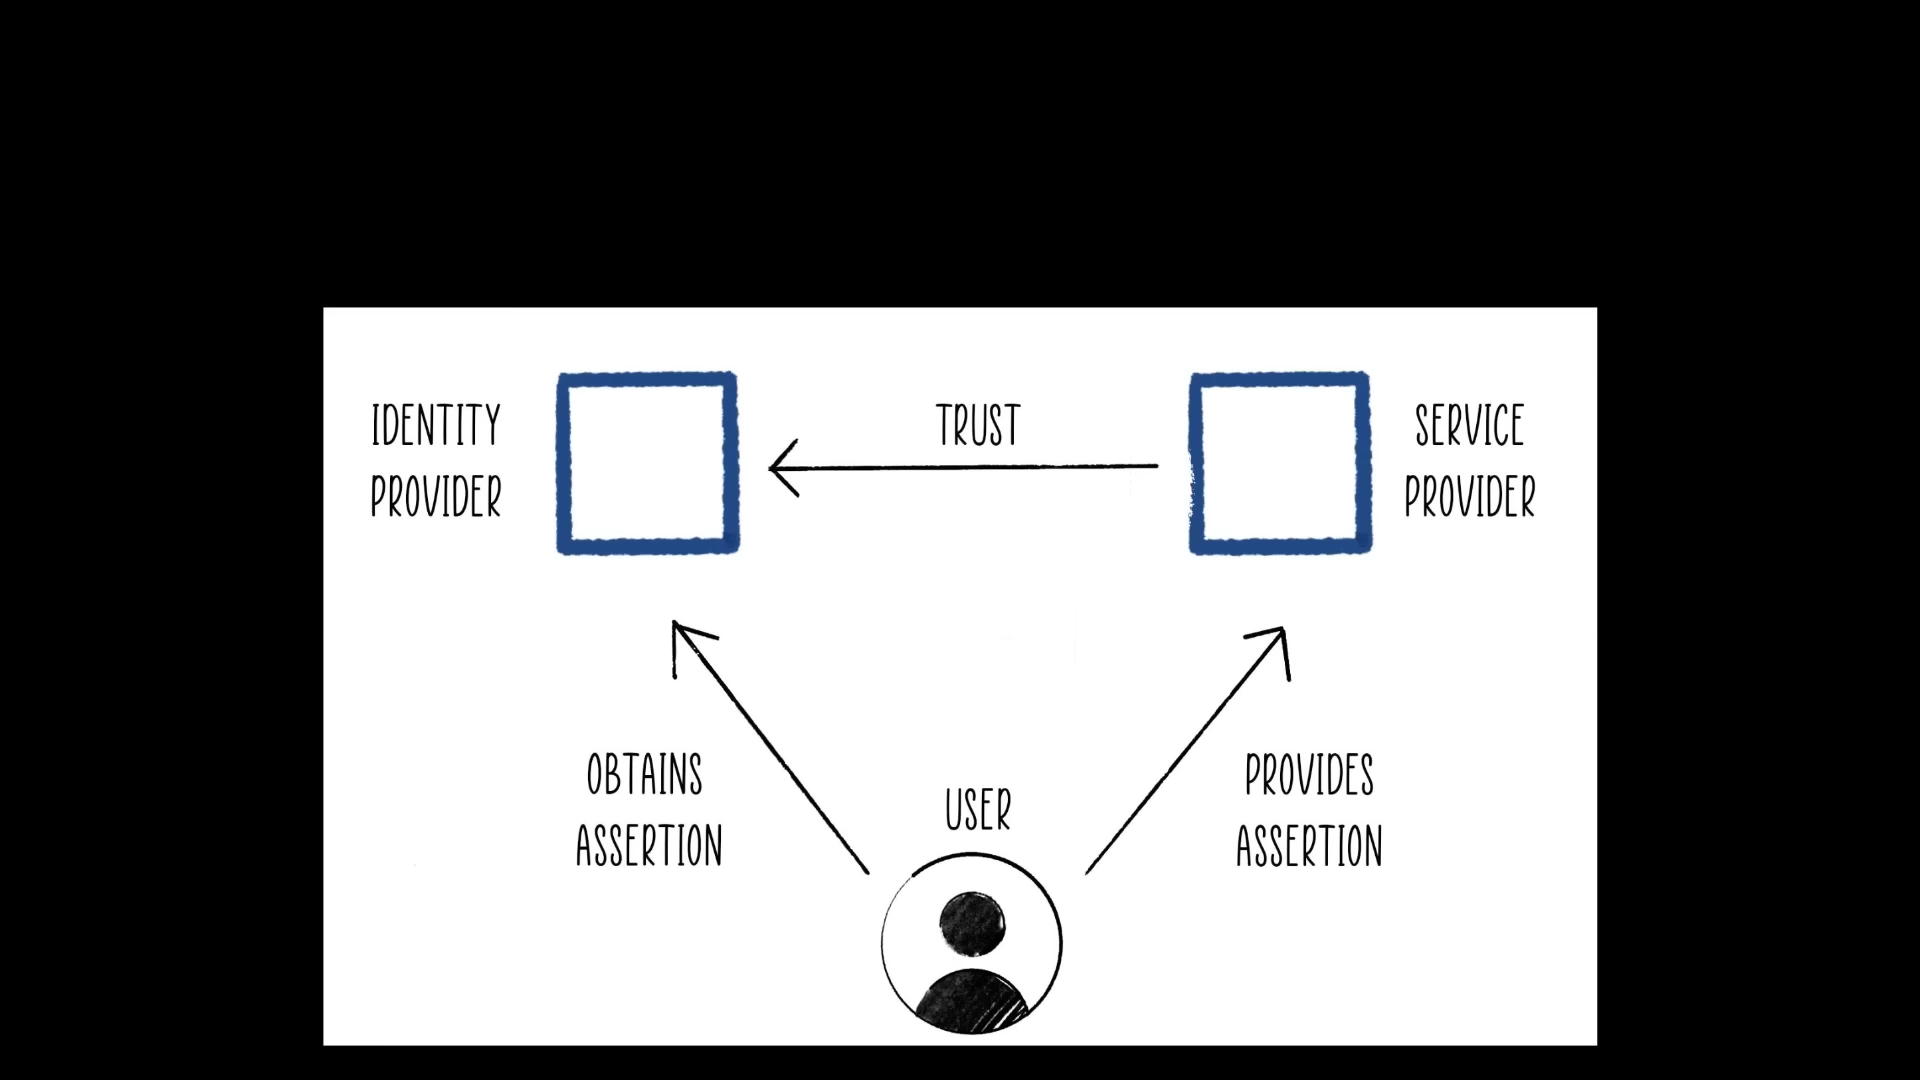 IDENTITY
PROVIDER
TRUST
SERVICE
PROVIDER
OBTAINS
ASSERTION
USER
PROVIDES
ASSERTION